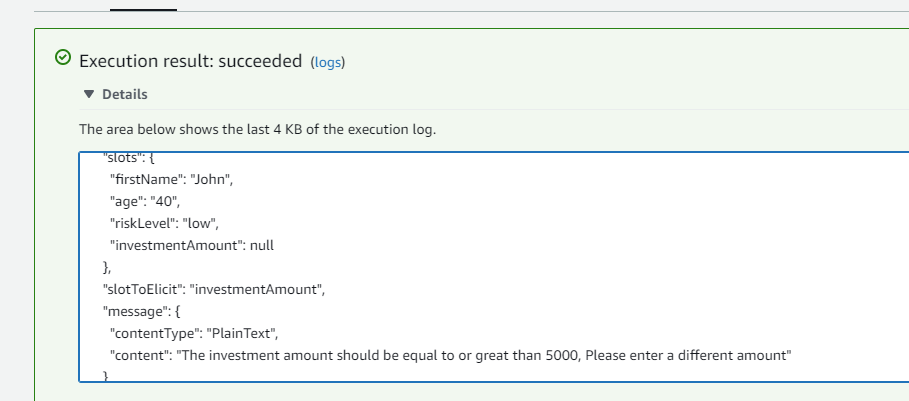 Execution result: succeeded (logs)
Details
The area below shows the last 4 KB of the execution log.
"slots": {
"firstName": "John",
"age": "40",
"riskLevel": "low",
"investmentAmount": null
},
"slotToElicit": "investmentAmount",
"message": {
"contentType": "PlainText",
"content": "The investment amount should be equal to or great than 5000, Please enter a different amount"
}